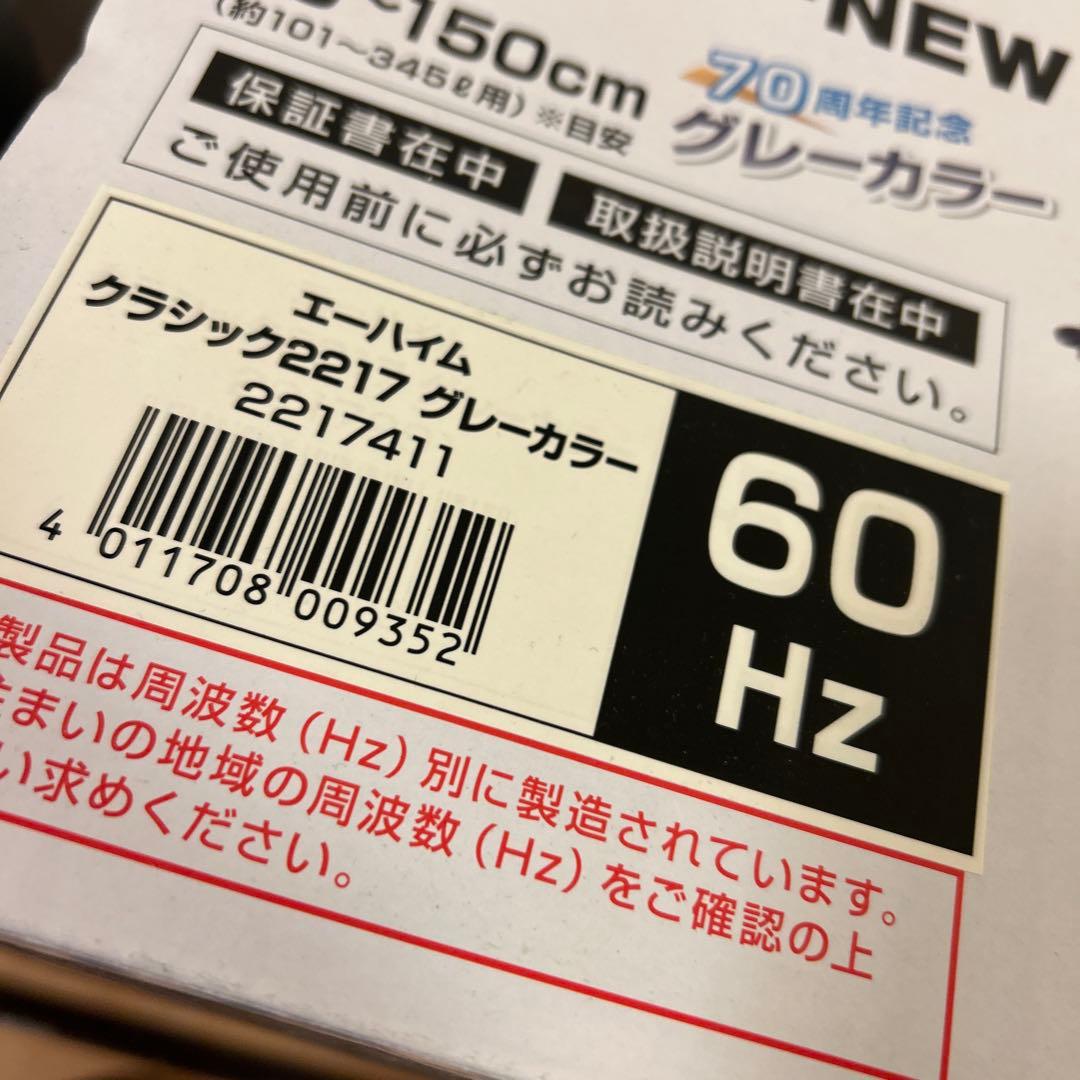 NEW
~150cm
(約101~345ℓ用)※目安
70周年記念
グレーカラー
保証書在中
取扱説明書在中
ご使用前に必ずお読みください。
エーハイム
クラシック2217 グレーカラー
2217411
4 011708 009352
60
Hz
製品は周波数(Hz)別に製造されています。
住まいの地域の周波数(Hz)をご確認の上
い求めください。